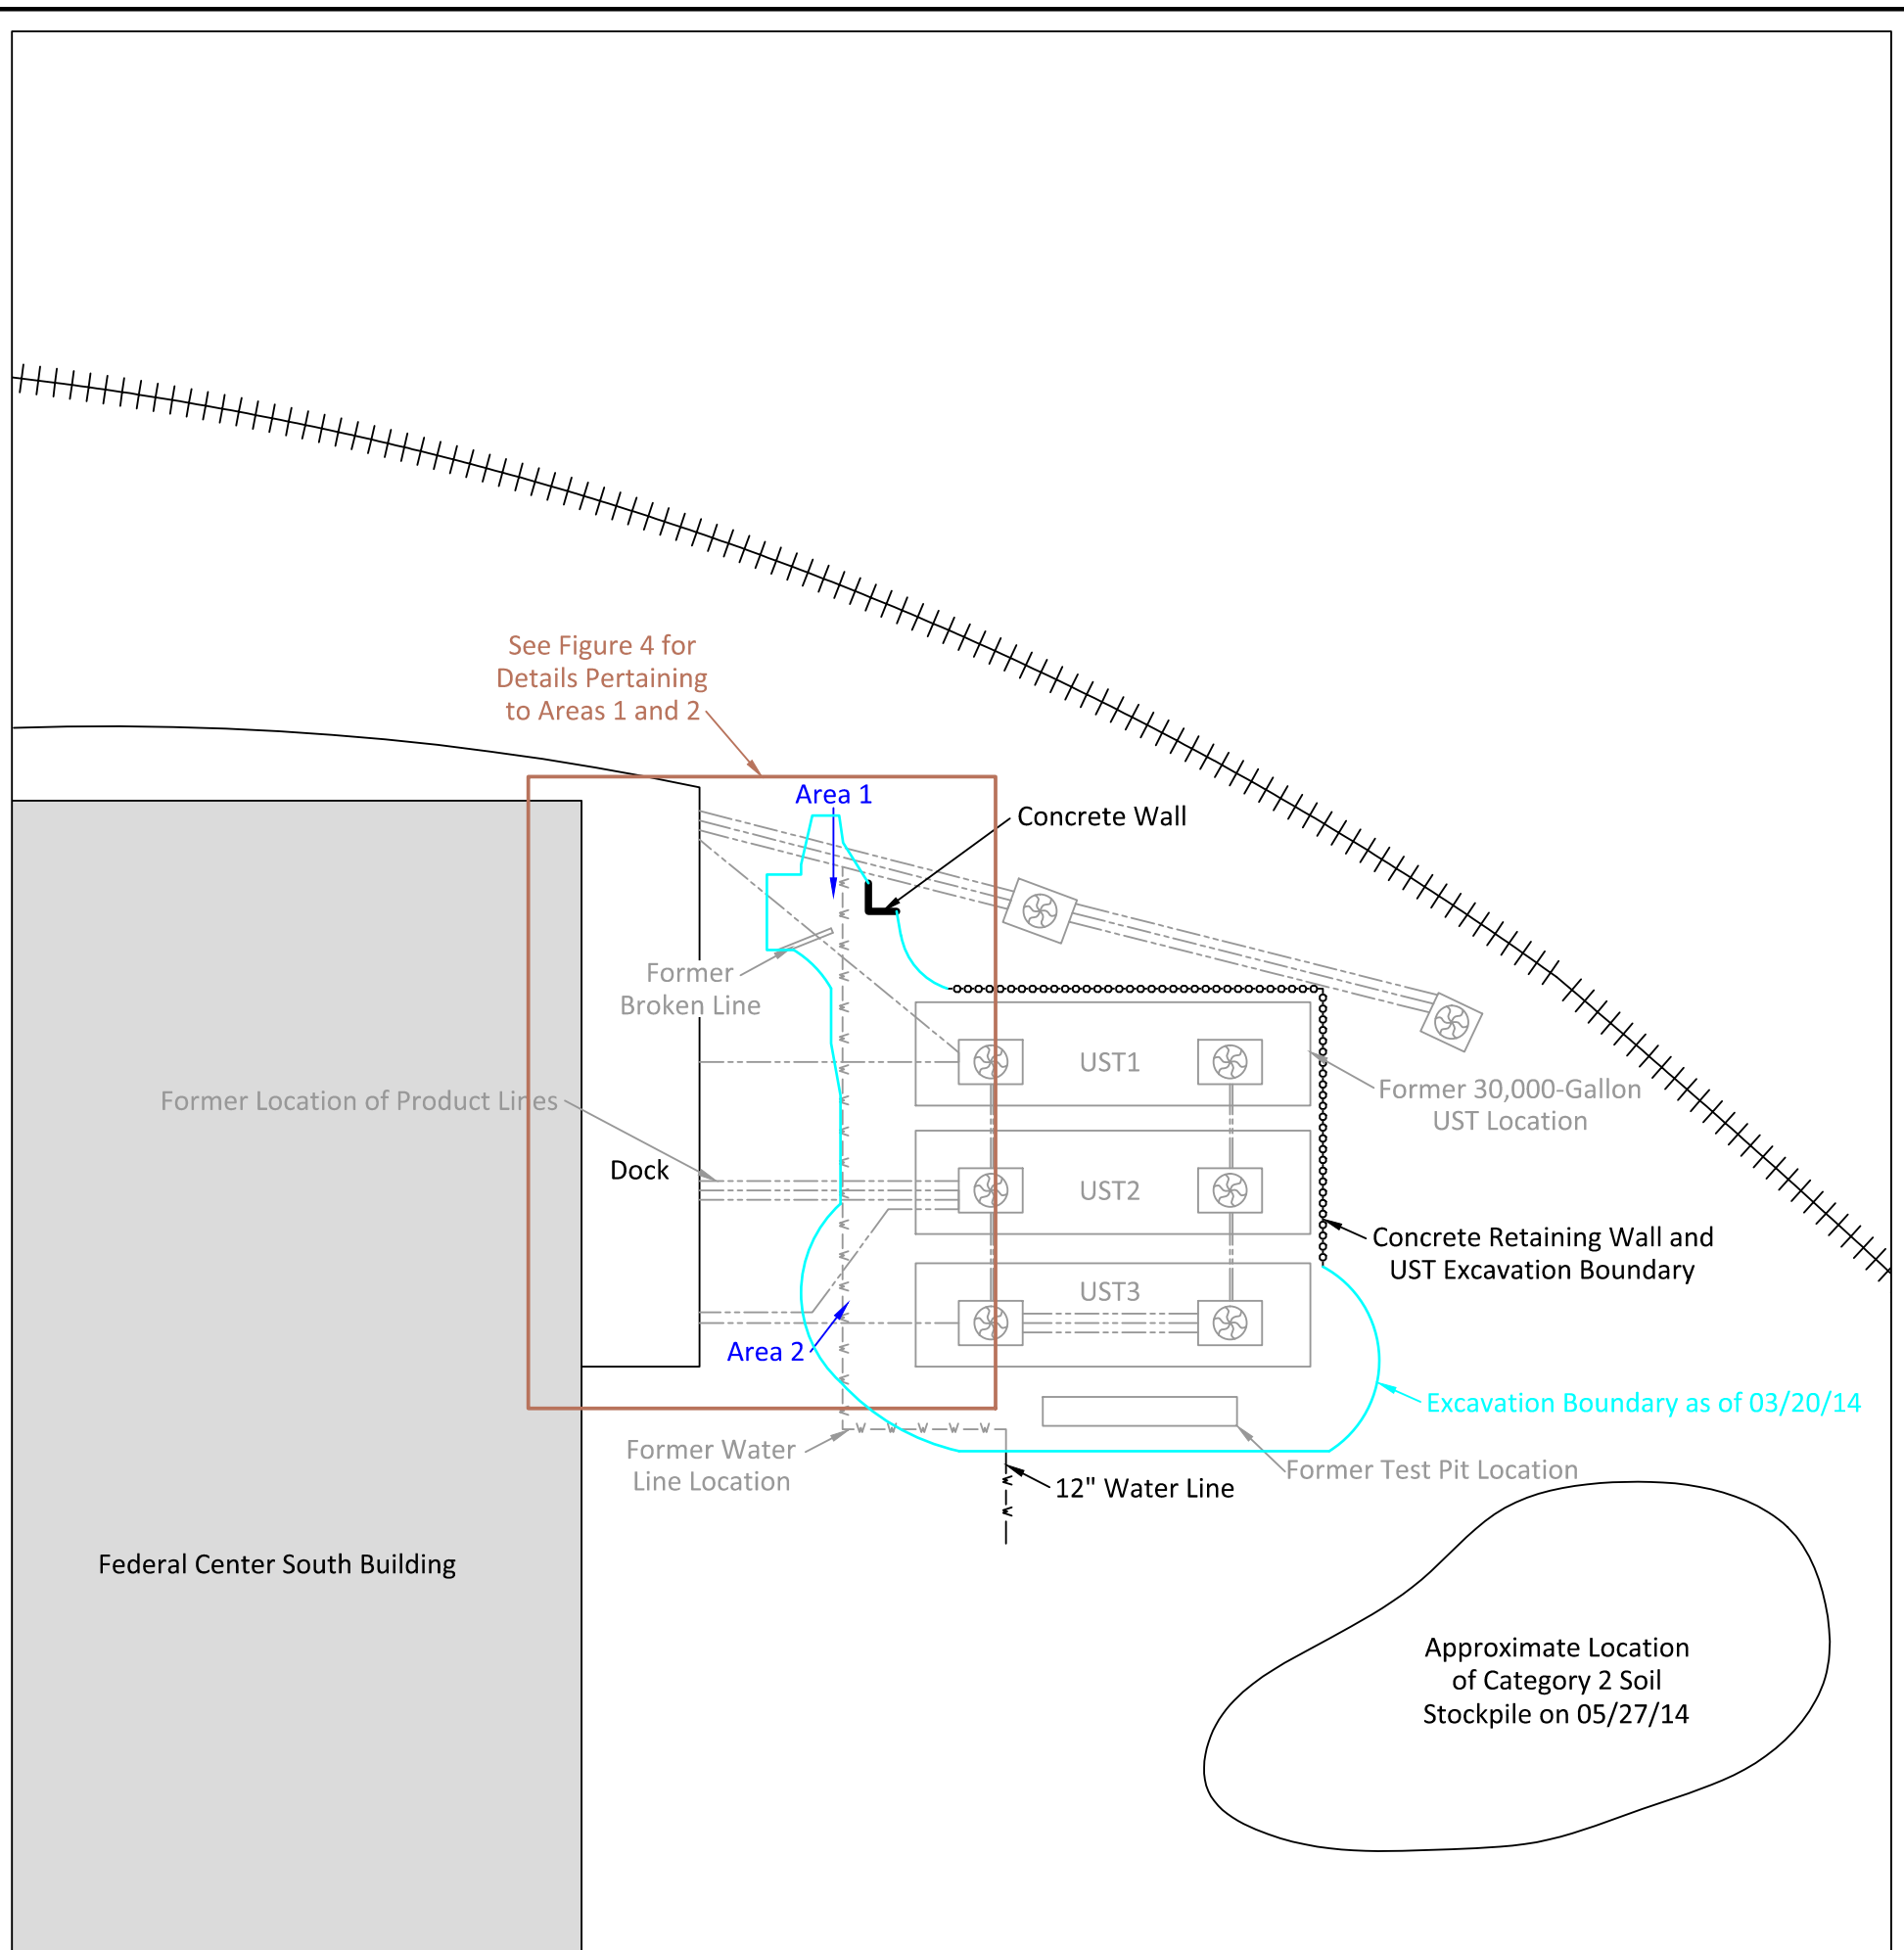 See Figure 4 for
Details Pertaining
to Areas 1 and 2
Area 1
Concrete Wall
Former
Broken Line
UST1
Former 30,000-Gallon
UST Location
Former Location of Product Lines
Dock
UST2
Concrete Retaining Wall and
UST Excavation Boundary
UST3
Area 2
Excavation Boundary as of 03/20/14
Former Water
Line Location
Former Test Pit Location
12" Water Line
Federal Center South Building
Approximate Location
of Category 2 Soil
Stockpile on 05/27/14